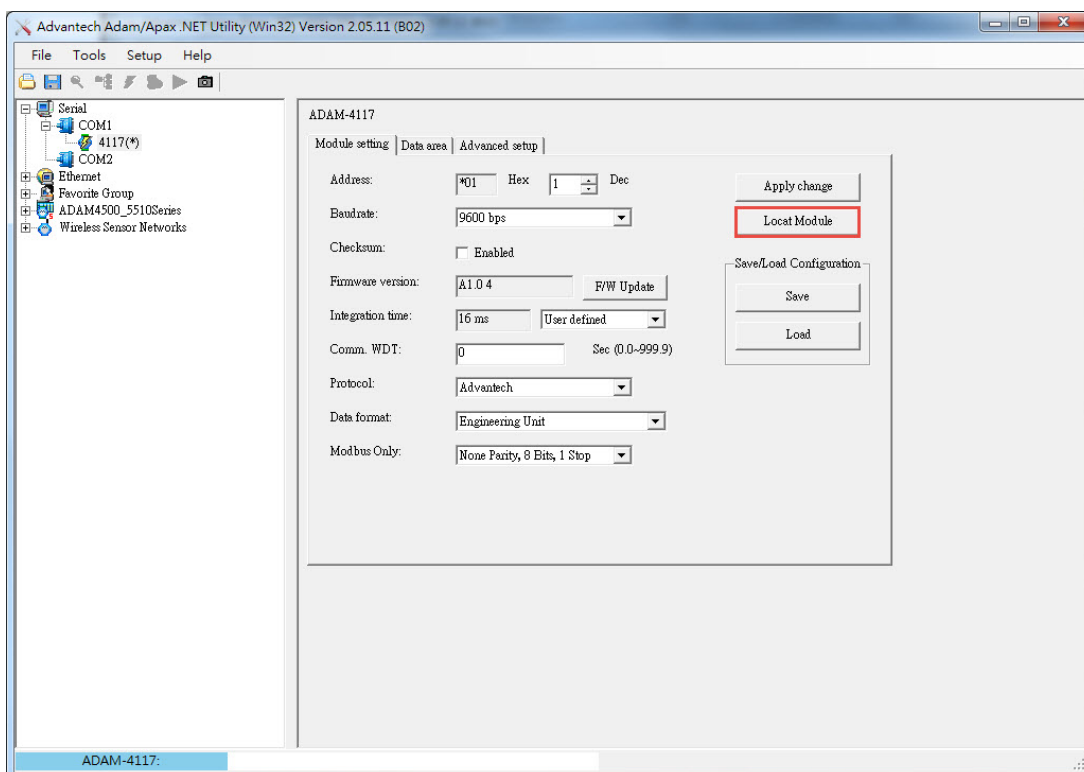 Advantech Adam/Apax .NET Utility (Win32) Version 2.05.11 (B02)
File Tools Setup Help
Serial
COM1
4117(*)
COM2
Ethernet
Favorite Group
ADAM4500_5510Series
Wireless Sensor Networks
ADAM-4117
Module setting Data area Advanced setup
Address: *01 Hex 1 Dec
Baudrate: 9600 bps
Checksum: Enabled
Firmware version: A1.04 F/W Update
Integration time: 16 ms User defined
Comm. WDT: 0 Sec (0.0~999.9)
Protocol: Advantech
Data format: Engineering Unit
Modbus Only: None Parity, 8 Bits, 1 Stop
Apply change
Locat Module
Save/Load Configuration
Save
Load
ADAM-4117: